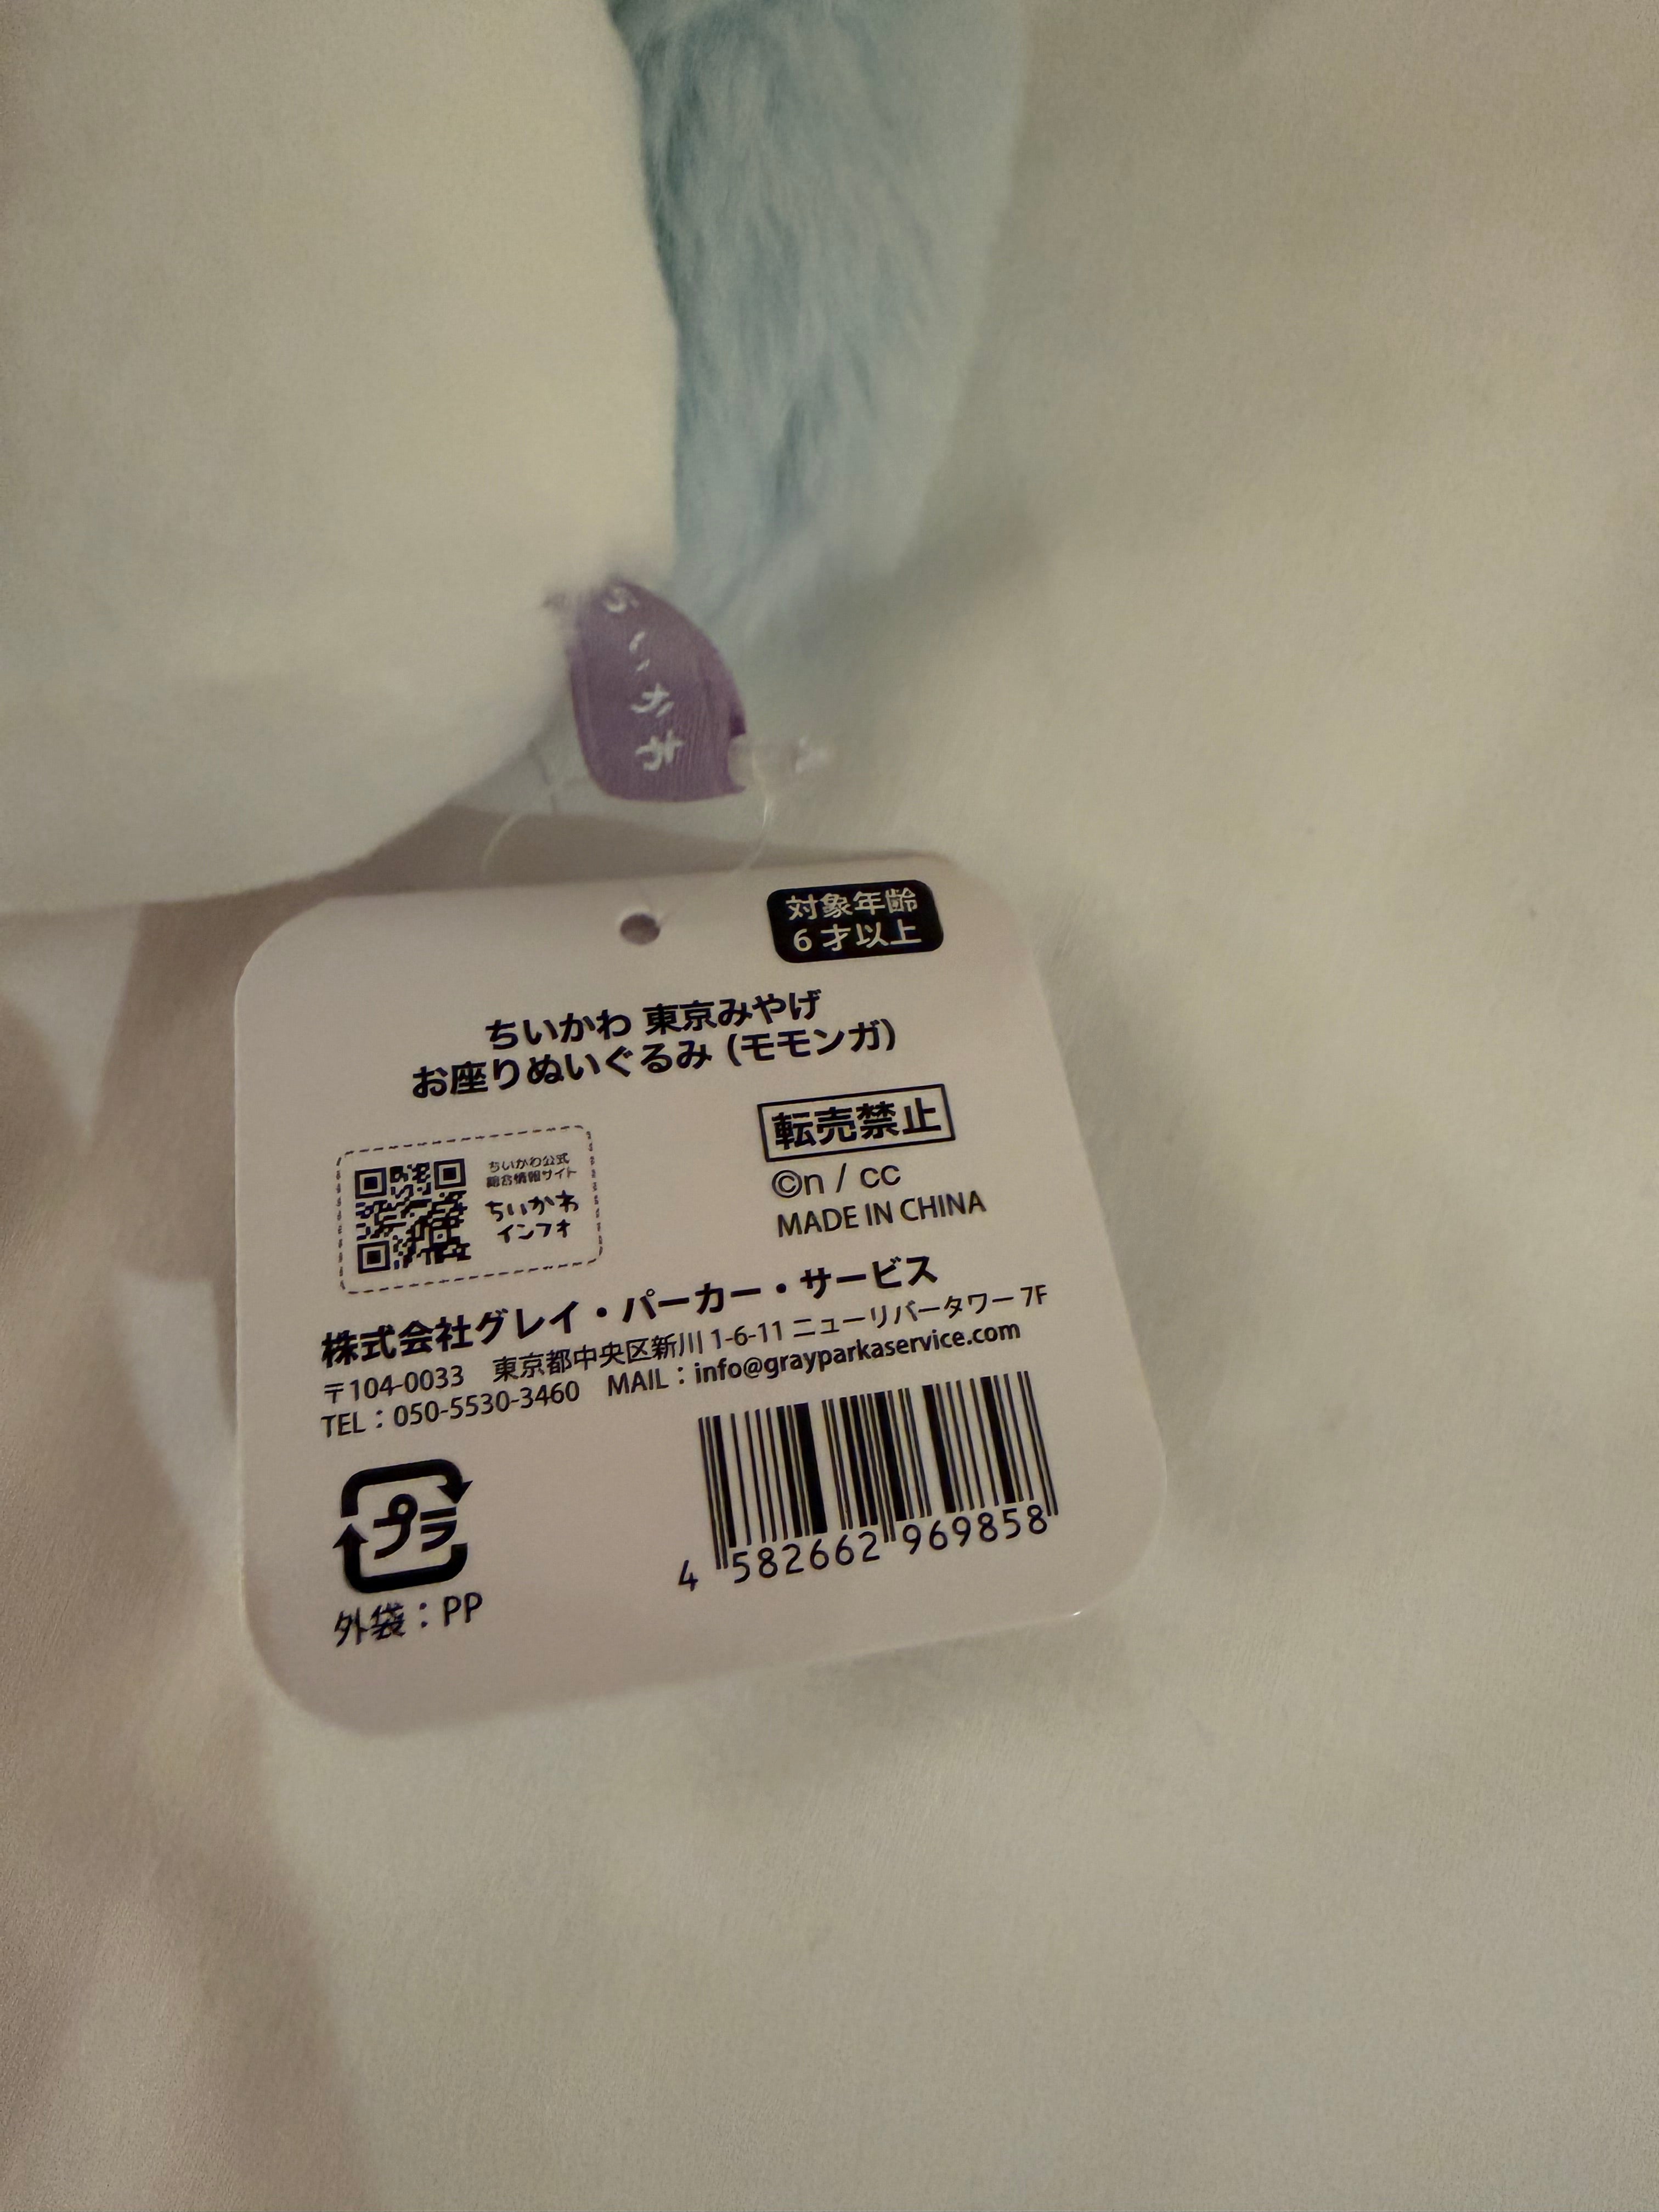 ちいかわ
対象年齢
6才以上
ちいかわ 東京みやげ
お座りぬいぐるみ (モモンガ)
ちいかわ公式
総合情報サイト
ちいかわ
インフォ
転売禁止
©n / cc
MADE IN CHINA
株式会社グレイ・パーカー・サービス
〒104-0033 東京都中央区新川 1-6-11 ニューリバータワー 7F
TEL：050-5530-3460 MAIL：info@grayparkaservice.com
プラ
外袋：PP
4 582662 969858